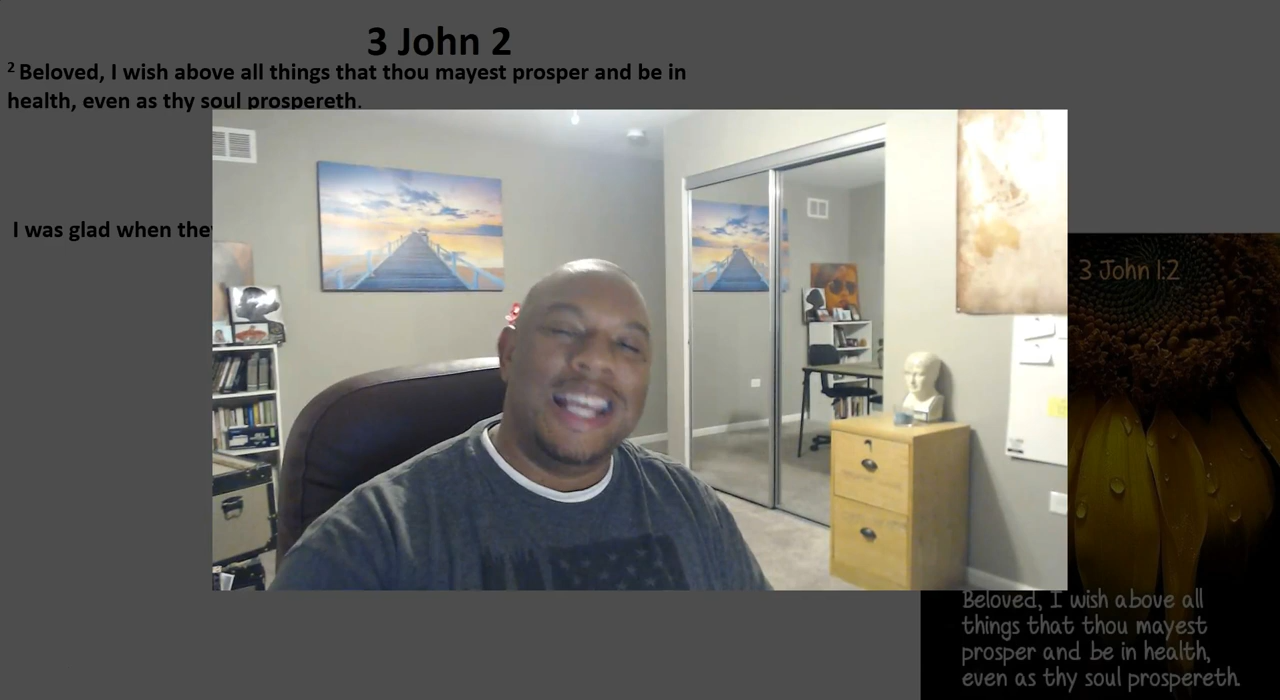 3 John 2
2 Beloved, I wish above all things that thou mayest prosper and be in
health, even as thy soul prospereth.
I was glad when they
3 John 1:2
Beloved, I wish above all
things that thou mayest
prosper and be in health,
even as thy soul prospereth.